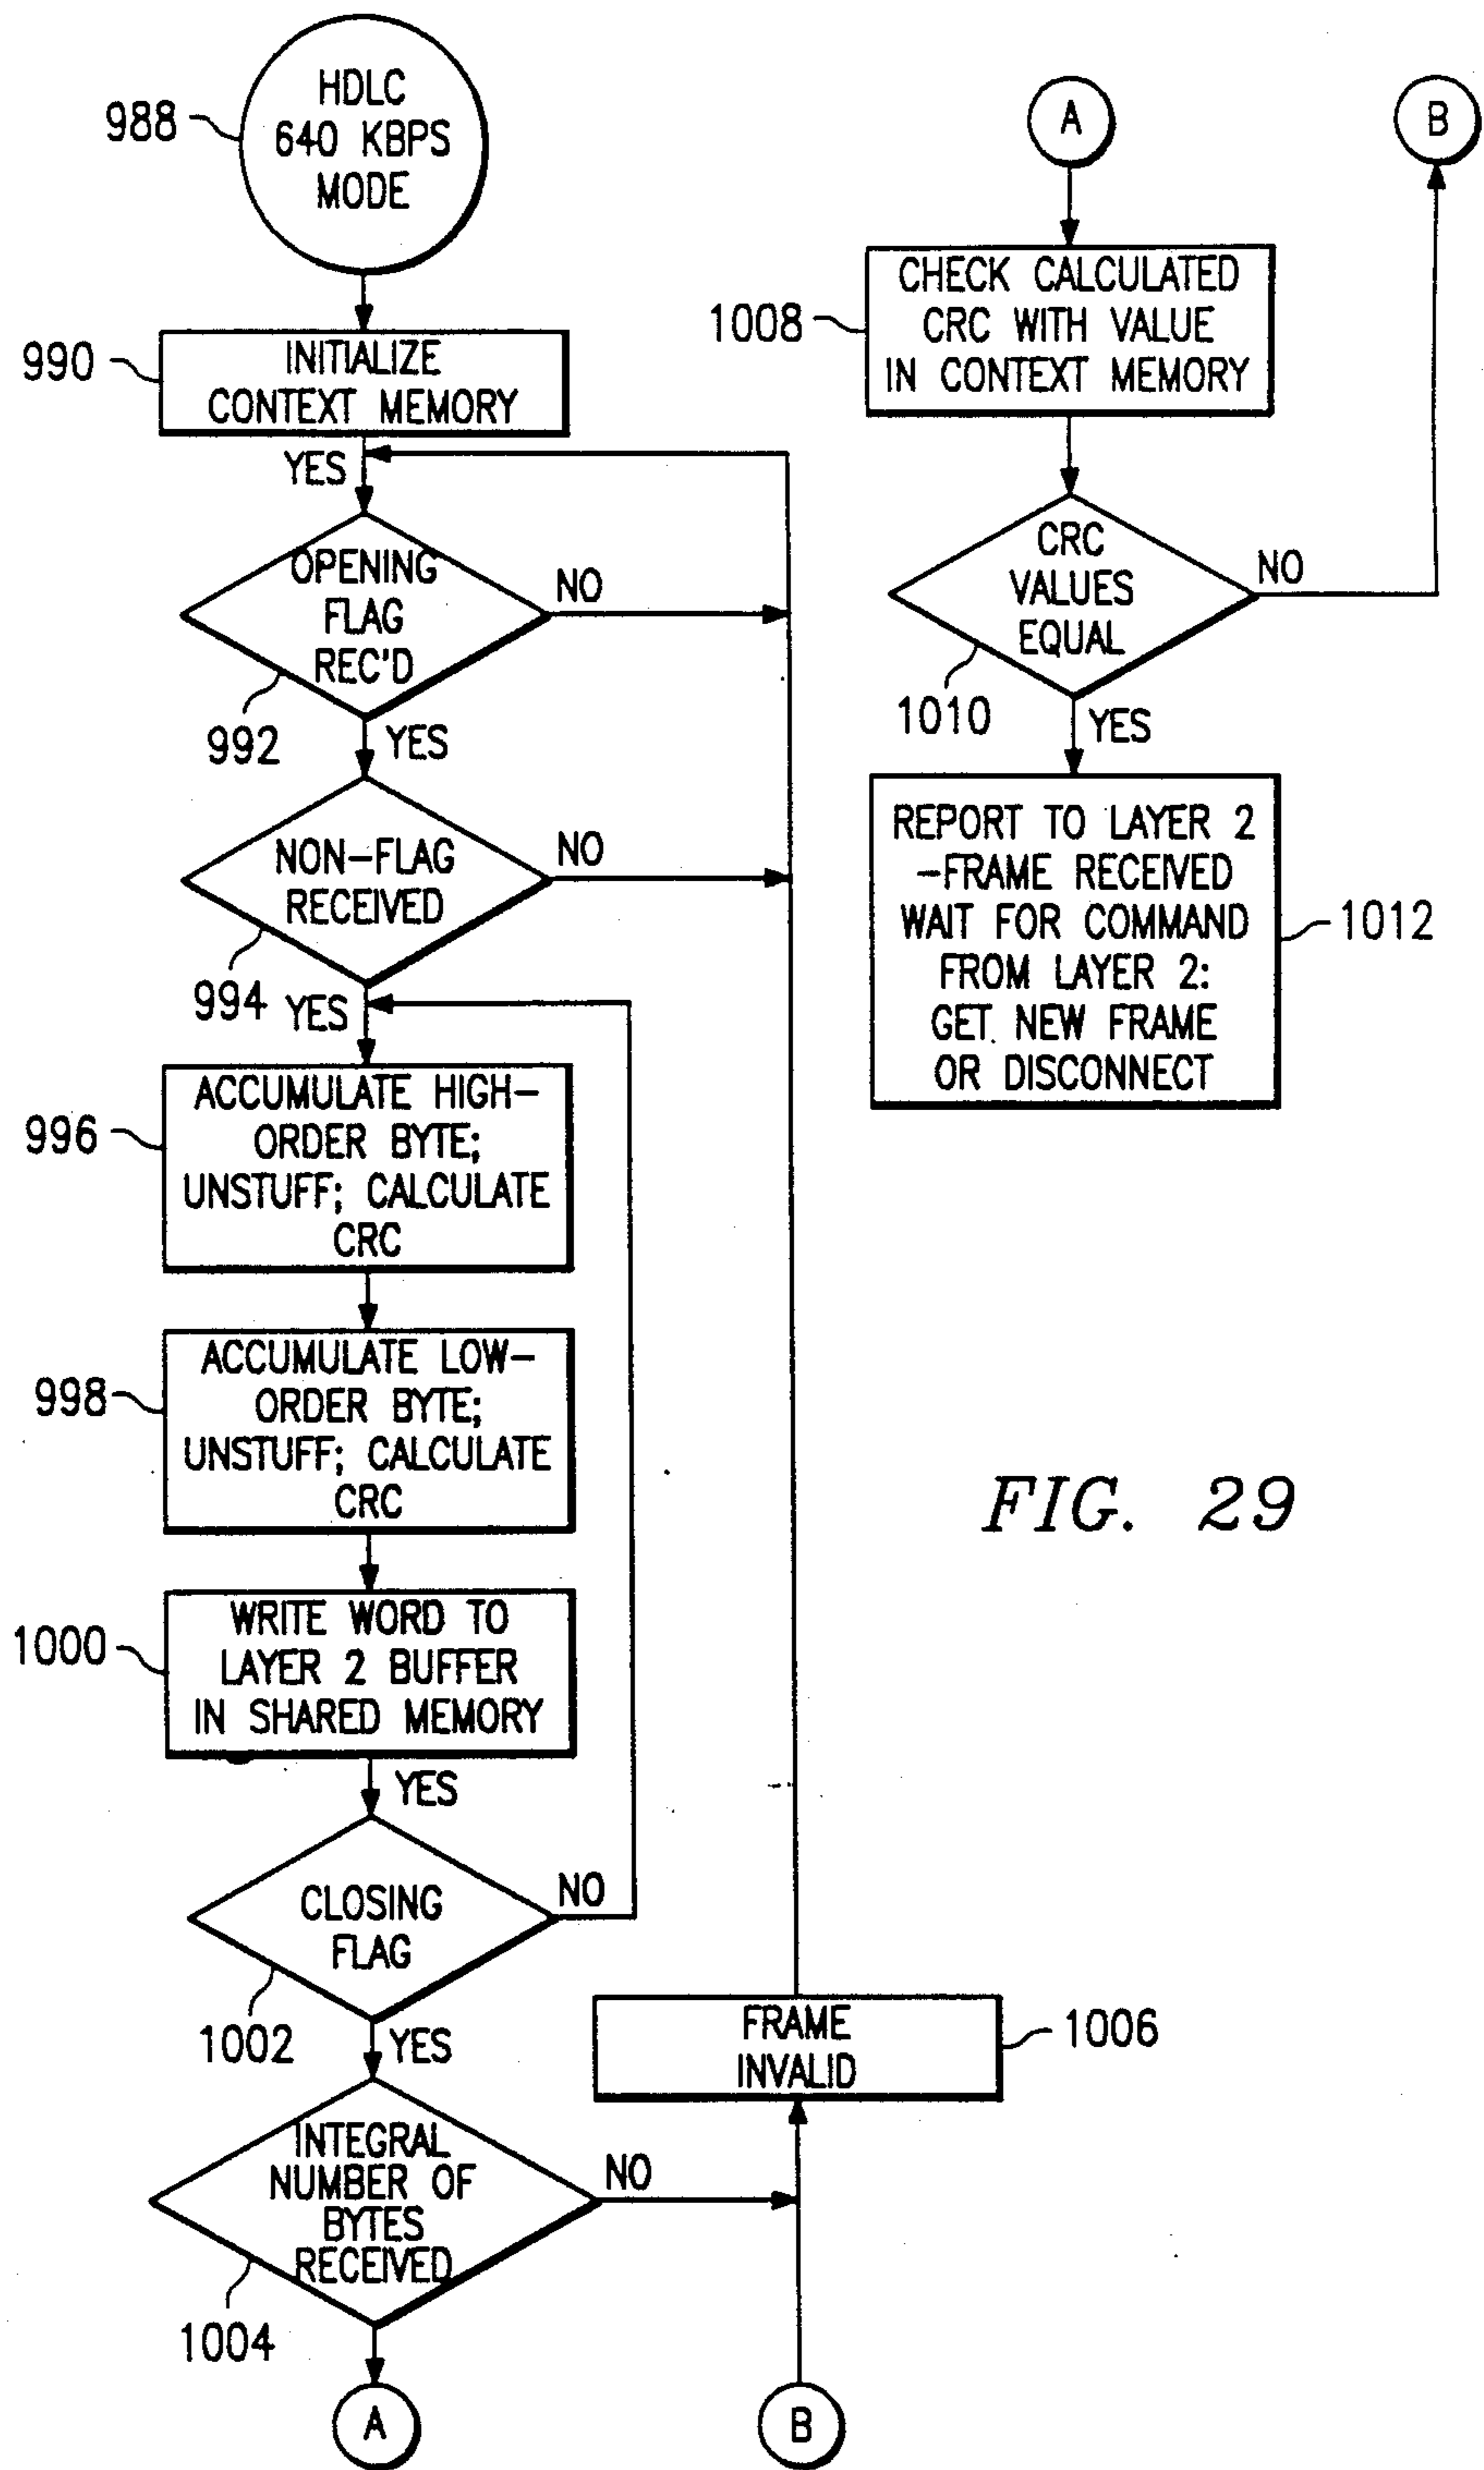 HDLC
640 KBPS
MODE
988
INITIALIZE
CONTEXT MEMORY
990
YES
OPENING
FLAG
REC'D
NO
992
YES
NON-FLAG
RECEIVED
NO
994
YES
ACCUMULATE HIGH-
ORDER BYTE;
UNSTUFF; CALCULATE
CRC
996
ACCUMULATE LOW-
ORDER BYTE;
UNSTUFF; CALCULATE
CRC
998
WRITE WORD TO
LAYER 2 BUFFER
IN SHARED MEMORY
1000
YES
CLOSING
FLAG
NO
1002
YES
INTEGRAL
NUMBER OF
BYTES
RECEIVED
NO
1004
A
FRAME
INVALID
1006
B
A
B
CHECK CALCULATED
CRC WITH VALUE
IN CONTEXT MEMORY
1008
CRC
VALUES
EQUAL
NO
1010
YES
REPORT TO LAYER 2
-FRAME RECEIVED
WAIT FOR COMMAND
FROM LAYER 2:
GET NEW FRAME
OR DISCONNECT
1012
FIG. 29